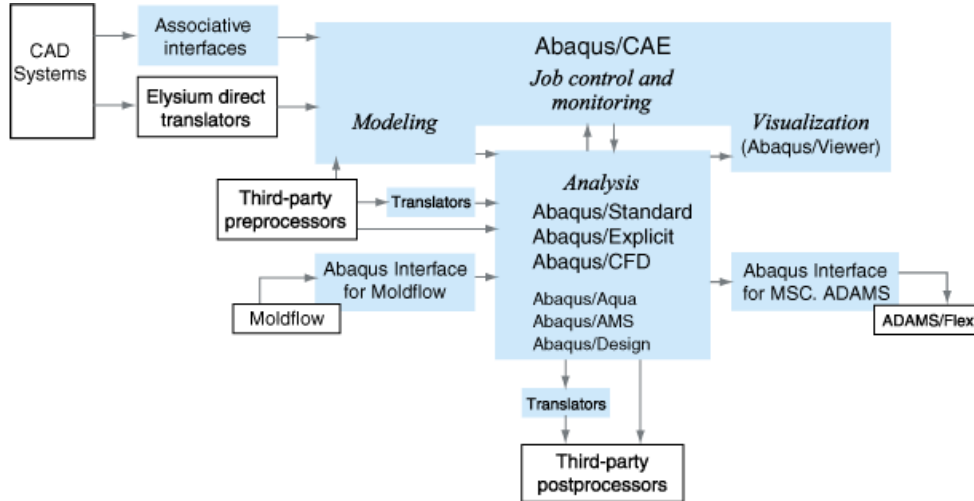 CAD
Systems
Associative
interfaces
Elysium direct
translators
Abaqus/CAE
Job control and
monitoring
Modeling
Visualization
(Abaqus/Viewer)
Third-party
preprocessors
Translators
Analysis
Abaqus/Standard
Abaqus/Explicit
Abaqus/CFD
Abaqus/Aqua
Abaqus/AMS
Abaqus/Design
Abaqus Interface
for Moldflow
Moldflow
Abaqus Interface
for MSC. ADAMS
ADAMS/Flex
Translators
Third-party
postprocessors